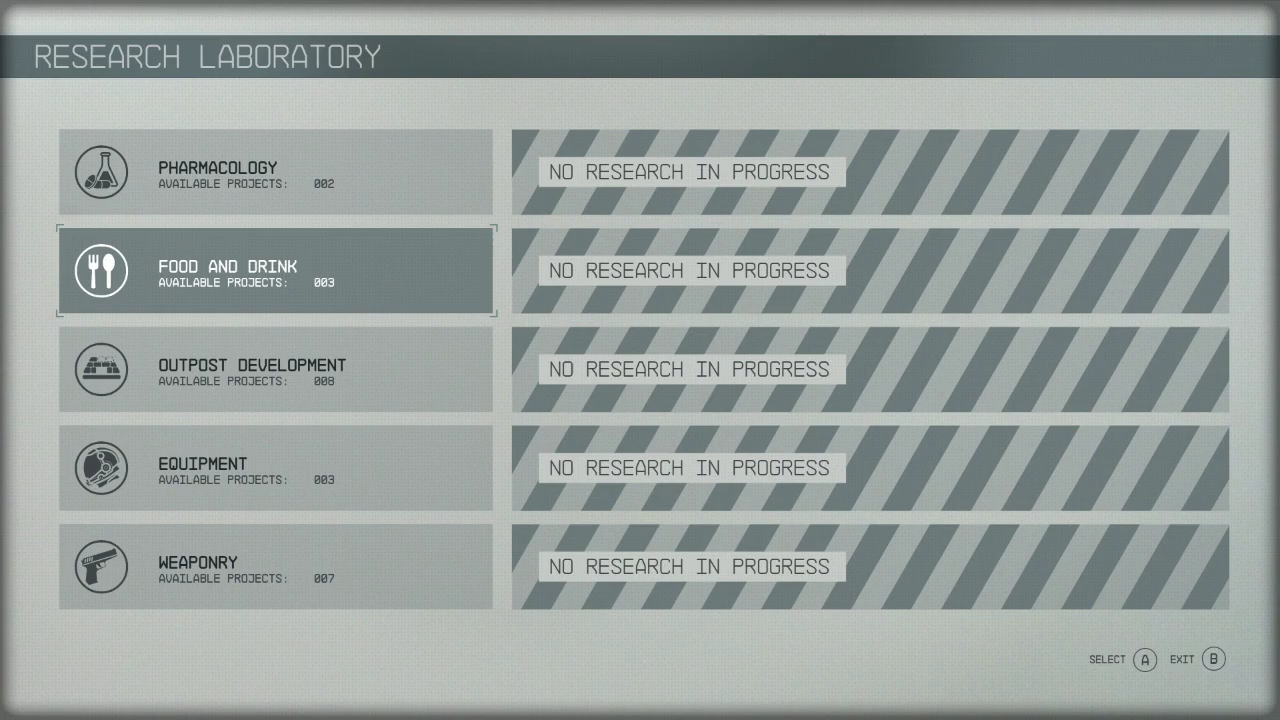 RESEARCH LABORATORY
PHARMACOLOGY
AVAILABLE PROJECTS: 002
NO RESEARCH IN PROGRESS
FOOD AND DRINK
AVAILABLE PROJECTS: 003
NO RESEARCH IN PROGRESS
OUTPOST DEVELOPMENT
AVAILABLE PROJECTS: 008
NO RESEARCH IN PROGRESS
EQUIPMENT
AVAILABLE PROJECTS: 003
NO RESEARCH IN PROGRESS
WEAPONRY
AVAILABLE PROJECTS: 007
NO RESEARCH IN PROGRESS
SELECT A EXIT B